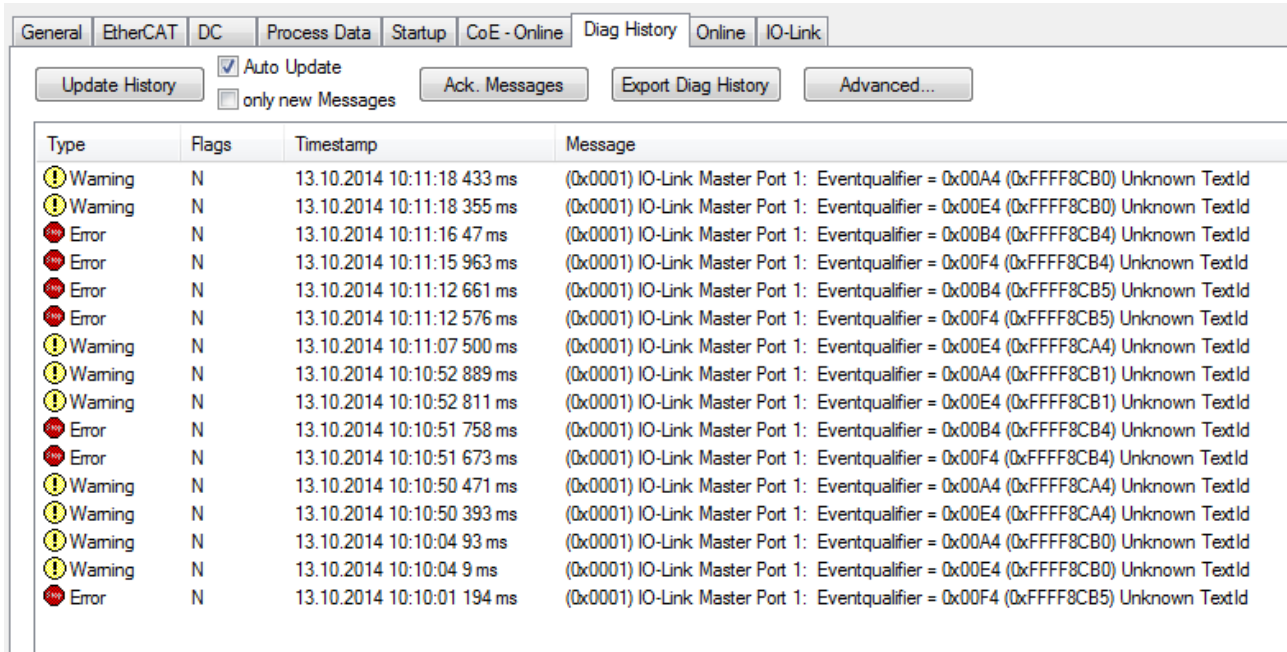 General EtherCAT DC Process Data Startup CoE - Online Diag History Online IO-Link
Update History Auto Update only new Messages Ack. Messages Export Diag History Advanced...
Type Flags Timestamp Message
Warning N 13.10.2014 10:11:18 433 ms (0x0001) IO-Link Master Port 1: Eventqualifier = 0x00A4 (0xFFFF8CB0) Unknown TextId
Warning N 13.10.2014 10:11:18 355 ms (0x0001) IO-Link Master Port 1: Eventqualifier = 0x00E4 (0xFFFF8CB0) Unknown TextId
Error N 13.10.2014 10:11:16 47 ms (0x0001) IO-Link Master Port 1: Eventqualifier = 0x00B4 (0xFFFF8CB4) Unknown TextId
Error N 13.10.2014 10:11:15 963 ms (0x0001) IO-Link Master Port 1: Eventqualifier = 0x00F4 (0xFFFF8CB4) Unknown TextId
Error N 13.10.2014 10:11:12 661 ms (0x0001) IO-Link Master Port 1: Eventqualifier = 0x00B4 (0xFFFF8CB5) Unknown TextId
Error N 13.10.2014 10:11:12 576 ms (0x0001) IO-Link Master Port 1: Eventqualifier = 0x00F4 (0xFFFF8CB5) Unknown TextId
Warning N 13.10.2014 10:11:07 500 ms (0x0001) IO-Link Master Port 1: Eventqualifier = 0x00E4 (0xFFFF8CA4) Unknown TextId
Warning N 13.10.2014 10:10:52 889 ms (0x0001) IO-Link Master Port 1: Eventqualifier = 0x00A4 (0xFFFF8CB1) Unknown TextId
Warning N 13.10.2014 10:10:52 811 ms (0x0001) IO-Link Master Port 1: Eventqualifier = 0x00E4 (0xFFFF8CB1) Unknown TextId
Error N 13.10.2014 10:10:51 758 ms (0x0001) IO-Link Master Port 1: Eventqualifier = 0x00B4 (0xFFFF8CB4) Unknown TextId
Error N 13.10.2014 10:10:51 673 ms (0x0001) IO-Link Master Port 1: Eventqualifier = 0x00F4 (0xFFFF8CB4) Unknown TextId
Warning N 13.10.2014 10:10:50 471 ms (0x0001) IO-Link Master Port 1: Eventqualifier = 0x00A4 (0xFFFF8CA4) Unknown TextId
Warning N 13.10.2014 10:10:50 393 ms (0x0001) IO-Link Master Port 1: Eventqualifier = 0x00E4 (0xFFFF8CA4) Unknown TextId
Warning N 13.10.2014 10:10:04 93 ms (0x0001) IO-Link Master Port 1: Eventqualifier = 0x00A4 (0xFFFF8CB0) Unknown TextId
Warning N 13.10.2014 10:10:04 9 ms (0x0001) IO-Link Master Port 1: Eventqualifier = 0x00E4 (0xFFFF8CB0) Unknown TextId
Error N 13.10.2014 10:10:01 194 ms (0x0001) IO-Link Master Port 1: Eventqualifier = 0x00F4 (0xFFFF8CB5) Unknown TextId